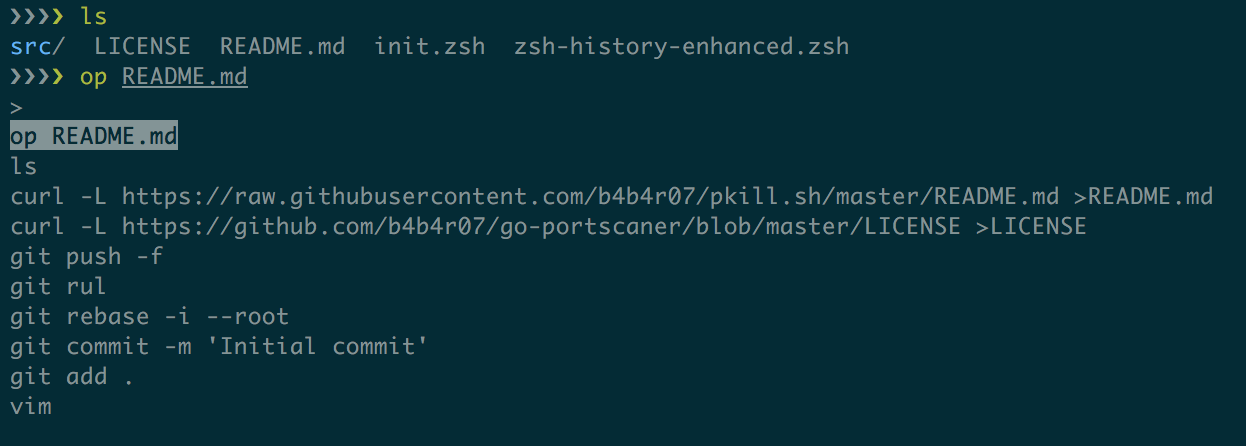 ❯❯❯❯ ls
src/  LICENSE  README.md  init.zsh  zsh-history-enhanced.zsh
❯❯❯❯ op README.md
>
op README.md
ls
curl -L https://raw.githubusercontent.com/b4b4r07/pkill.sh/master/README.md >README.md
curl -L https://github.com/b4b4r07/go-portscaner/blob/master/LICENSE >LICENSE
git push -f
git rul
git rebase -i --root
git commit -m 'Initial commit'
git add .
vim